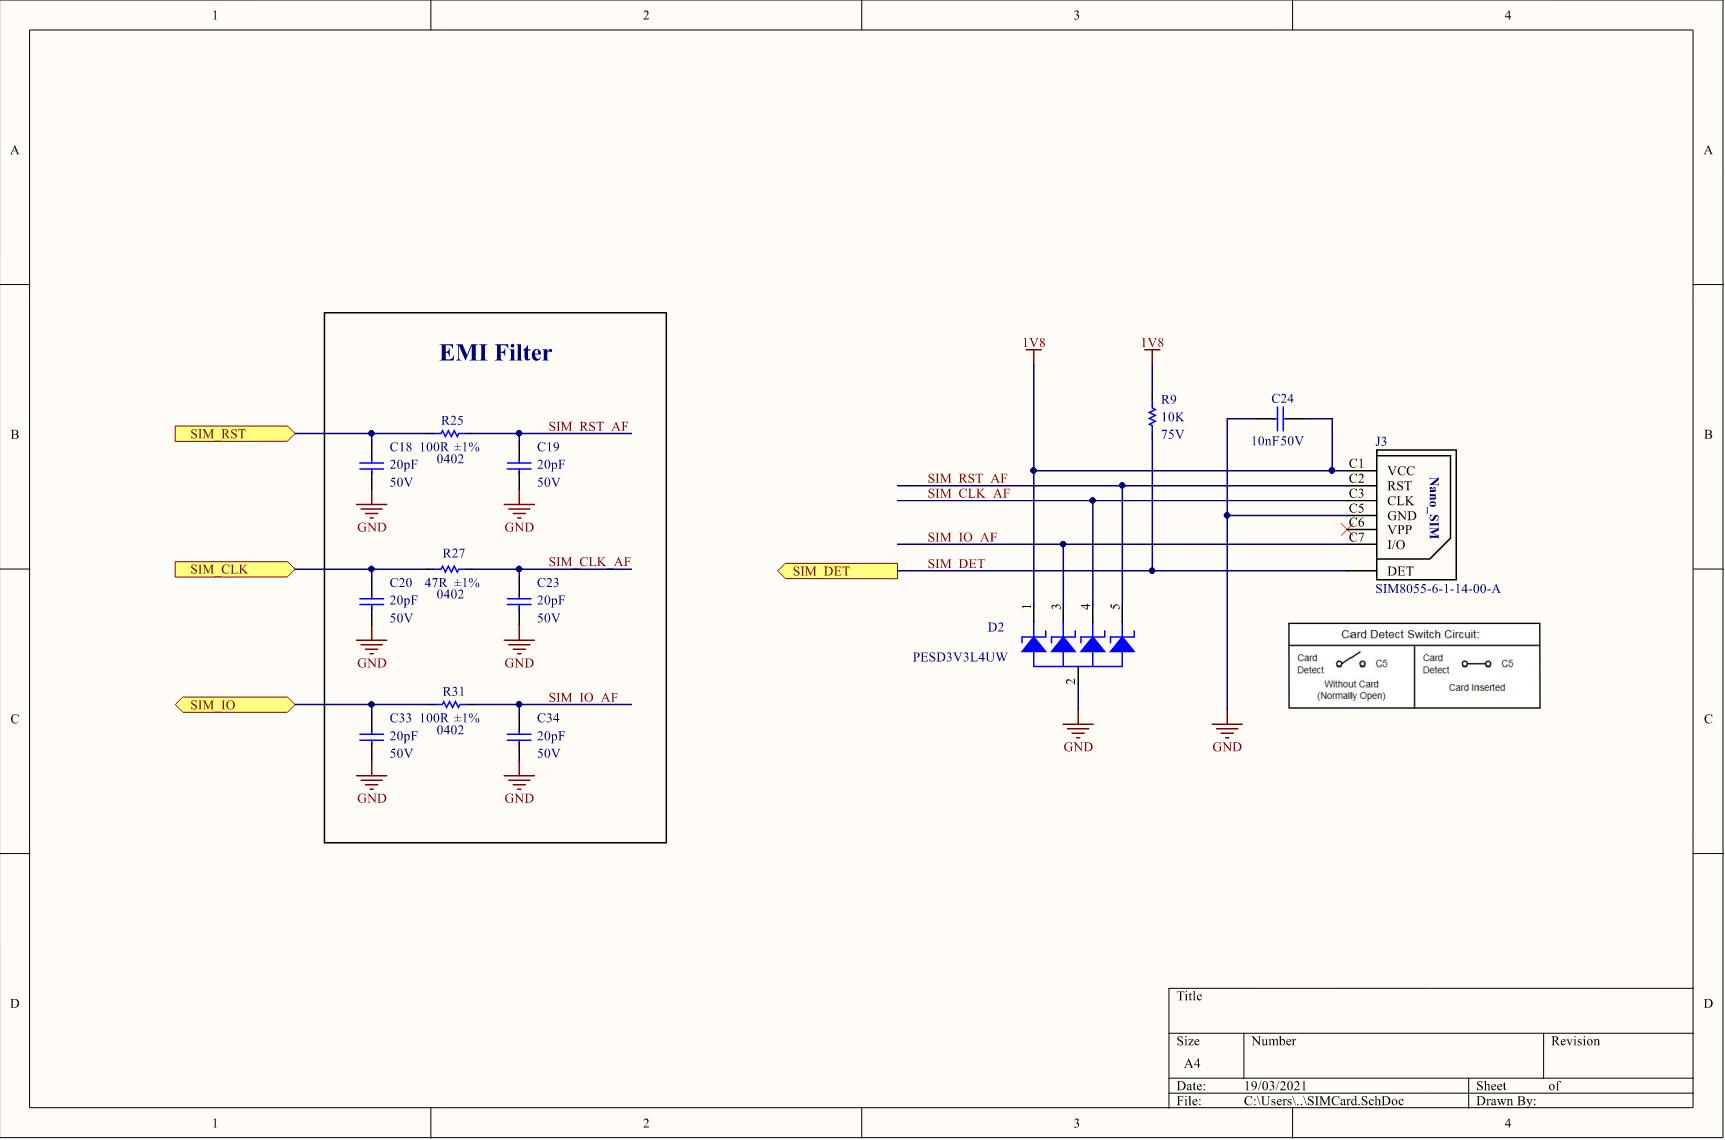 1 2 3 4
A A
B B
C C
D D
EMI Filter
SIM_RST
R25
SIM_RST_AF
C18
100R ±1%
0402
20pF
50V
C19
20pF
50V
GND
GND
SIM_CLK
R27
SIM_CLK_AF
C20
47R ±1%
0402
20pF
50V
C23
20pF
50V
GND
GND
SIM_IO
R31
SIM_IO_AF
C33
100R ±1%
0402
20pF
50V
C34
20pF
50V
GND
GND
1V8
1V8
R9
10K
75V
C24
10nF50V
J3
SIM_RST_AF
SIM_CLK_AF
SIM_IO_AF
SIM_DET
SIM_DET
C1 VCC
C2 RST
C3 CLK
C5 GND
C6 VPP
C7 I/O
DET
Nano_SIM
SIM8055-6-1-14-00-A
1 3 4 5
D2
PESD3V3L4UW
2
GND
GND
Card Detect Switch Circuit:
Card
Detect
C5
Without Card
(Normally Open)
Card
Detect
C5
Card Inserted
Title
Size
A4
Number
Revision
Date: 19/03/2021
Sheet of
File: C:\Users\..\SIMCard.SchDoc
Drawn By:
1 2 3 4